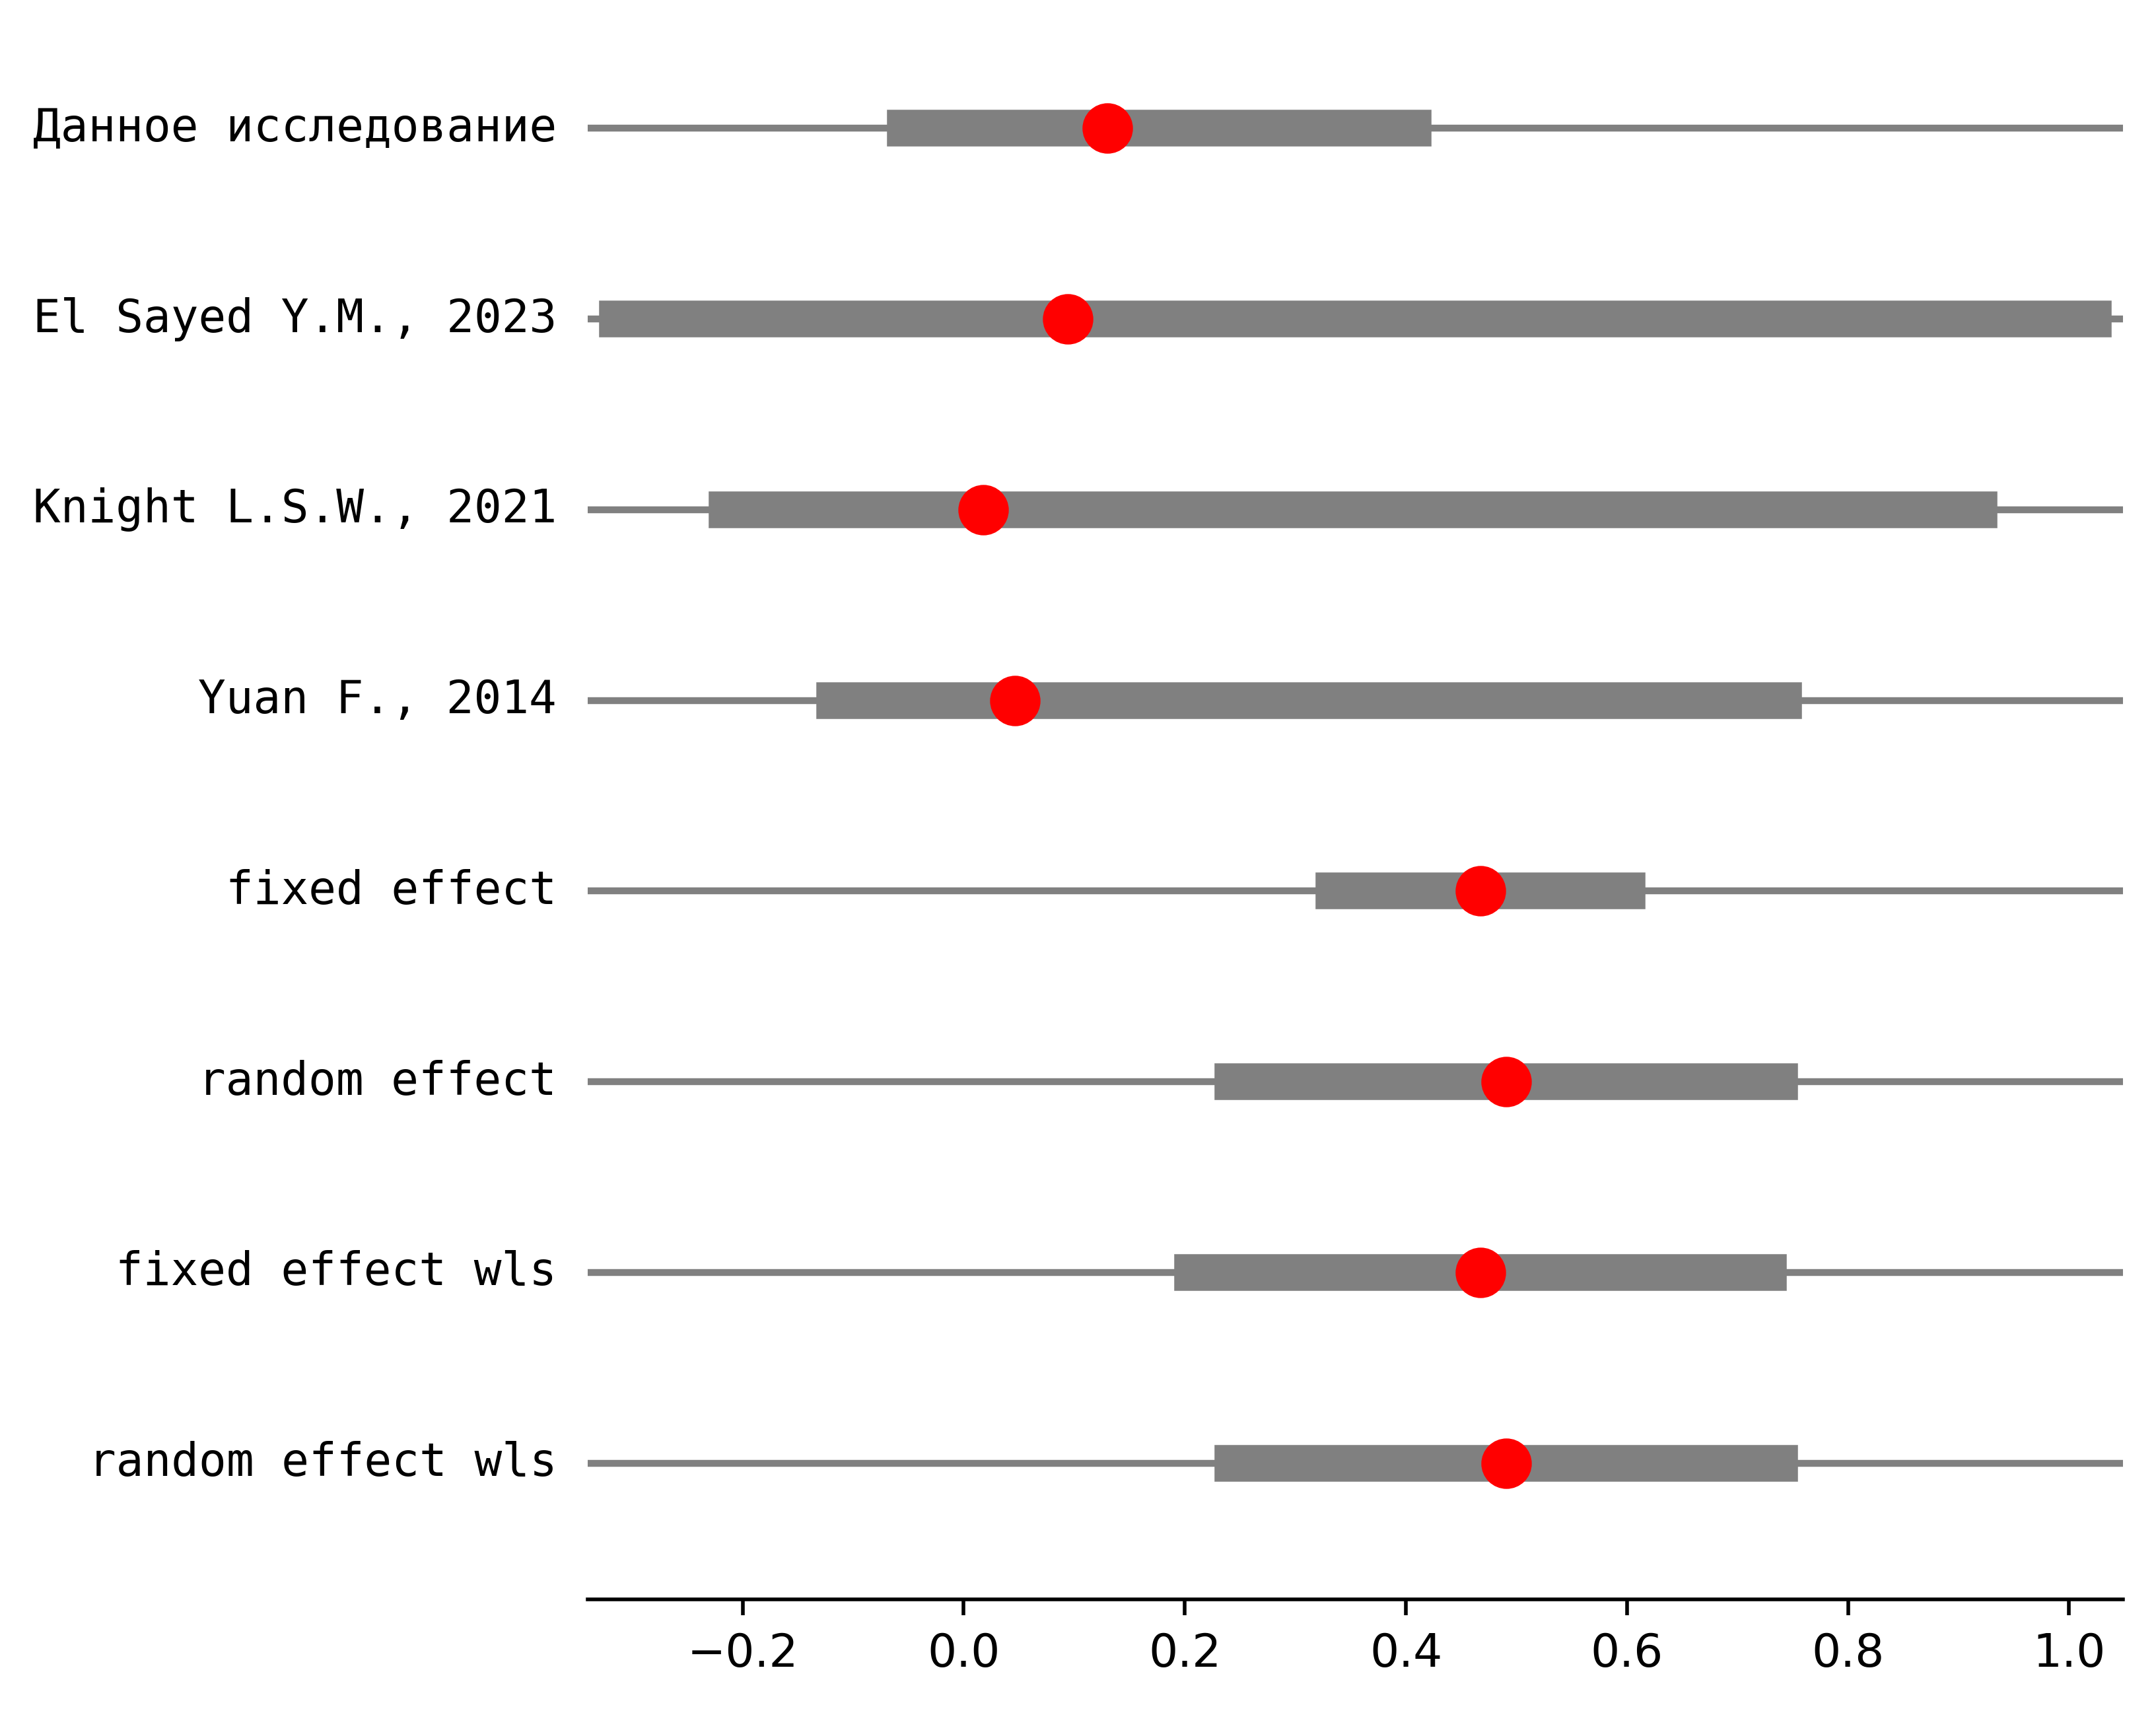 Данное исследование
El Sayed Y.M., 2023
Knight L.S.W., 2021
Yuan F., 2014
fixed effect
random effect
fixed effect wls
random effect wls
−0.2 0.0 0.2 0.4 0.6 0.8 1.0